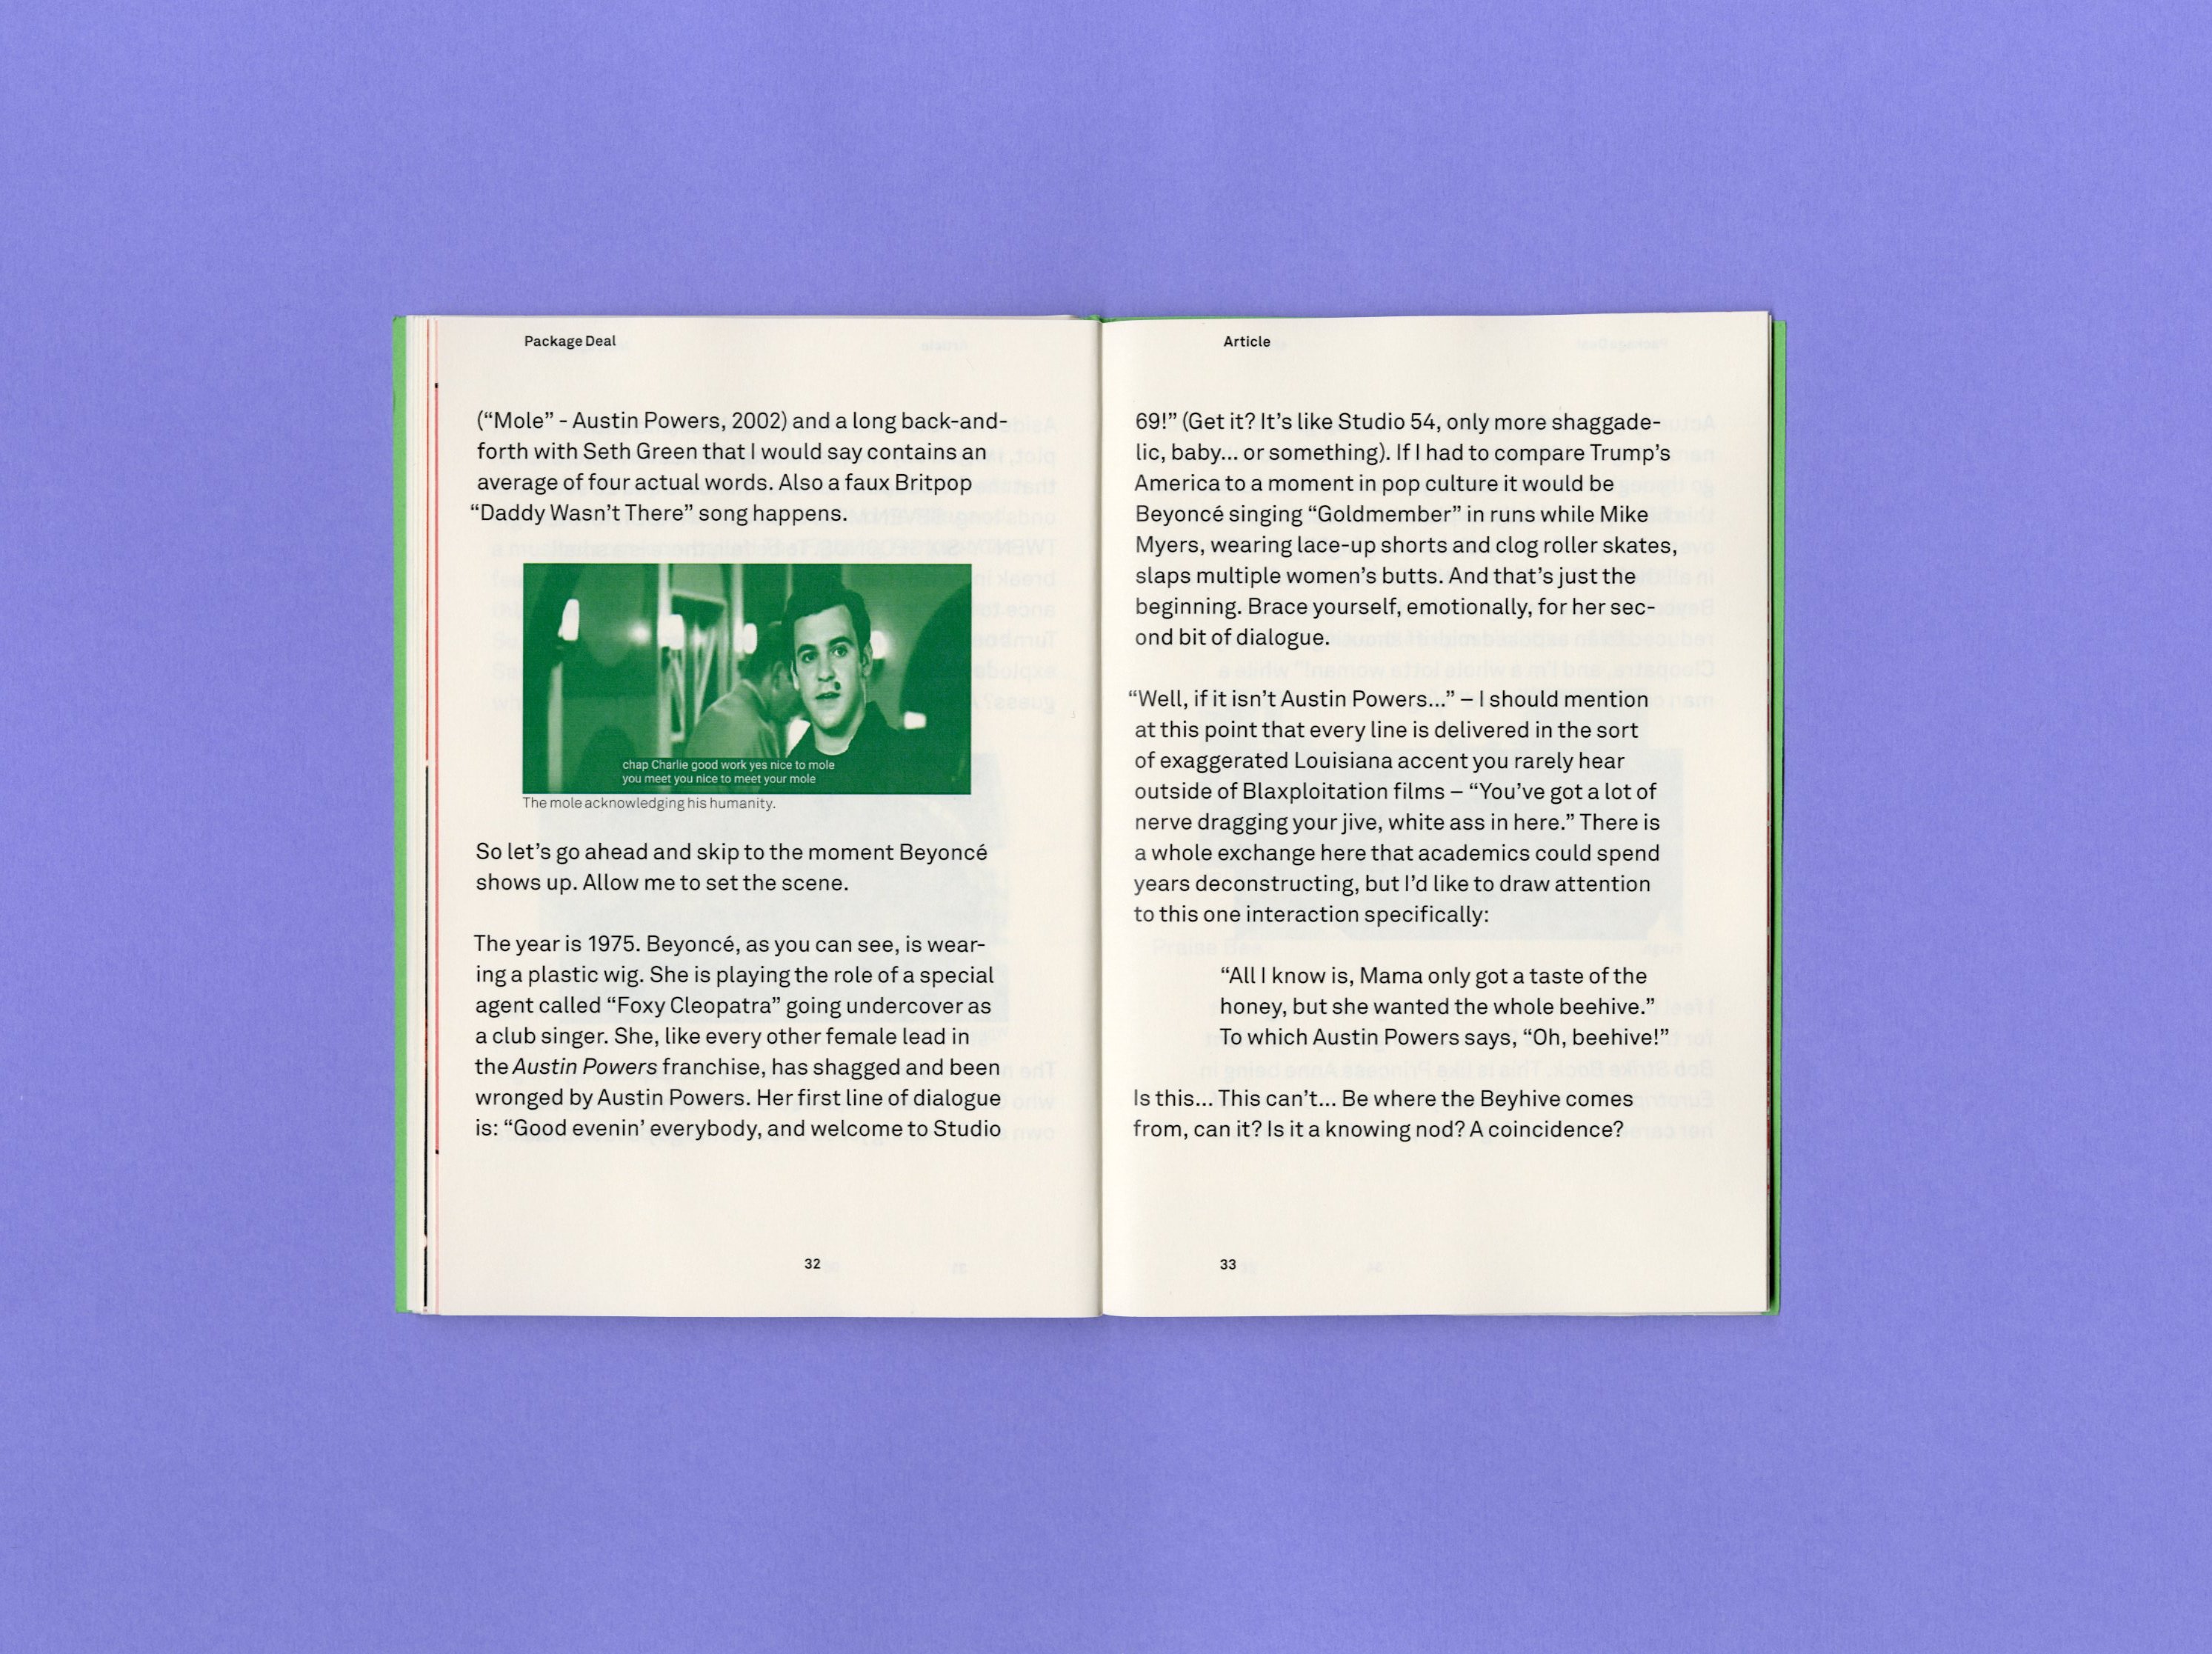 Package Deal
(“Mole” - Austin Powers, 2002) and a long back-and-
forth with Seth Green that I would say contains an
average of four actual words. Also a faux Britpop
“Daddy Wasn’t There” song happens.
chap Charlie good work yes nice to mole
you meet you nice to meet your mole
The mole acknowledging his humanity.
So let’s go ahead and skip to the moment Beyoncé
shows up. Allow me to set the scene.
The year is 1975. Beyoncé, as you can see, is wear-
ing a plastic wig. She is playing the role of a special
agent called “Foxy Cleopatra” going undercover as
a club singer. She, like every other female lead in
the Austin Powers franchise, has shagged and been
wronged by Austin Powers. Her first line of dialogue
is: “Good evenin’ everybody, and welcome to Studio
32
Article
69!” (Get it? It’s like Studio 54, only more shaggade-
lic, baby... or something). If I had to compare Trump’s
America to a moment in pop culture it would be
Beyoncé singing “Goldmember” in runs while Mike
Myers, wearing lace-up shorts and clog roller skates,
slaps multiple women’s butts. And that’s just the
beginning. Brace yourself, emotionally, for her sec-
ond bit of dialogue.
“Well, if it isn’t Austin Powers...” – I should mention
at this point that every line is delivered in the sort
of exaggerated Louisiana accent you rarely hear
outside of Blaxploitation films – “You’ve got a lot of
nerve dragging your jive, white ass in here.” There is
a whole exchange here that academics could spend
years deconstructing, but I’d like to draw attention
to this one interaction specifically:
“All I know is, Mama only got a taste of the
honey, but she wanted the whole beehive.”
To which Austin Powers says, “Oh, beehive!”
Is this... This can’t... Be where the Beyhive comes
from, can it? Is it a knowing nod? A coincidence?
33